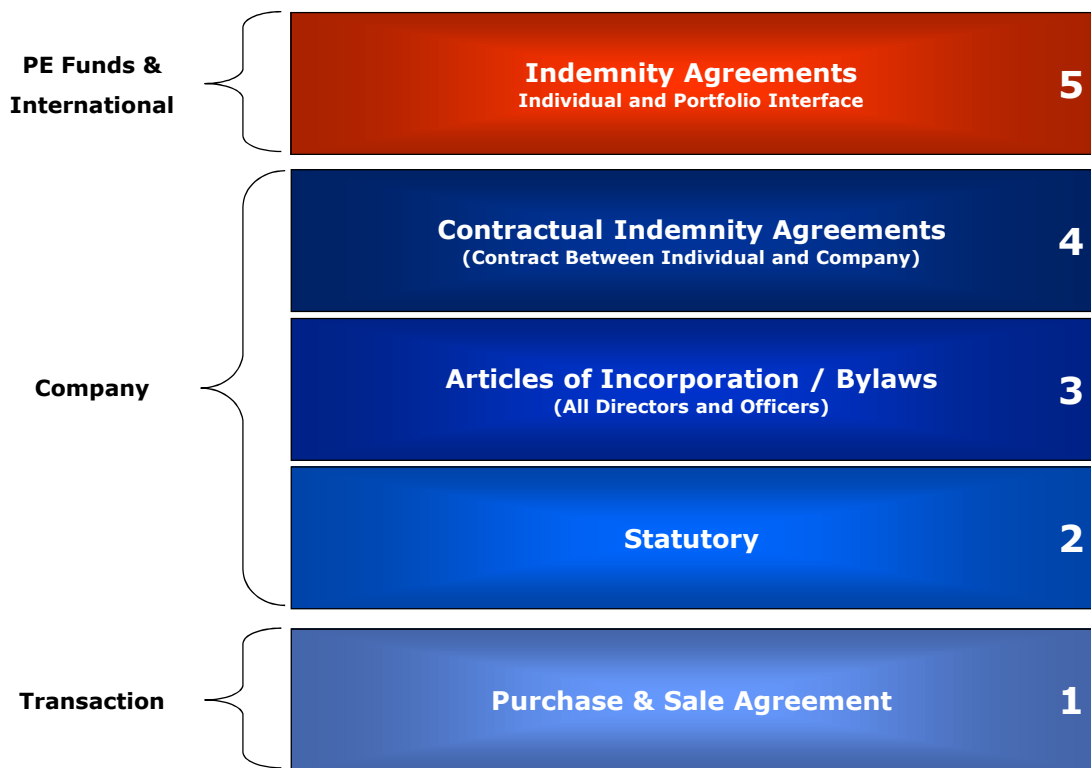 PE Funds &
International
Indemnity Agreements
Individual and Portfolio Interface
5
Company
Contractual Indemnity Agreements
(Contract Between Individual and Company)
4
Articles of Incorporation / Bylaws
(All Directors and Officers)
3
Statutory
2
Transaction
Purchase & Sale Agreement
1